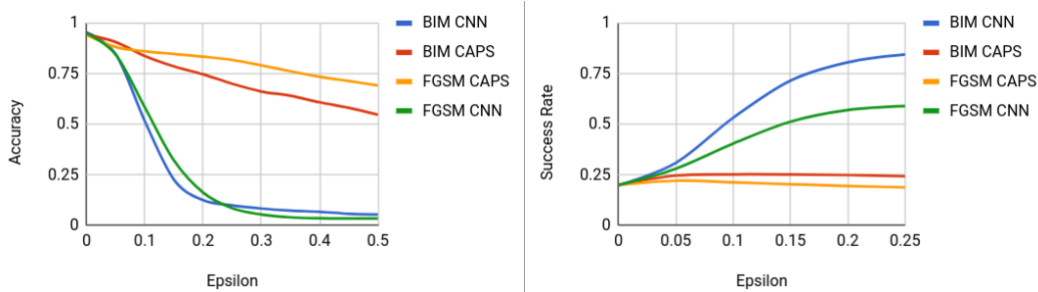 1
0.75
0.5
0.25
0
Accuracy
0 0.1 0.2 0.3 0.4 0.5
Epsilon
BIM CNN
BIM CAPS
FGSM CAPS
FGSM CNN
1
0.75
0.5
0.25
0
Success Rate
0 0.05 0.1 0.15 0.2 0.25
Epsilon
BIM CNN
BIM CAPS
FGSM CAPS
FGSM CNN